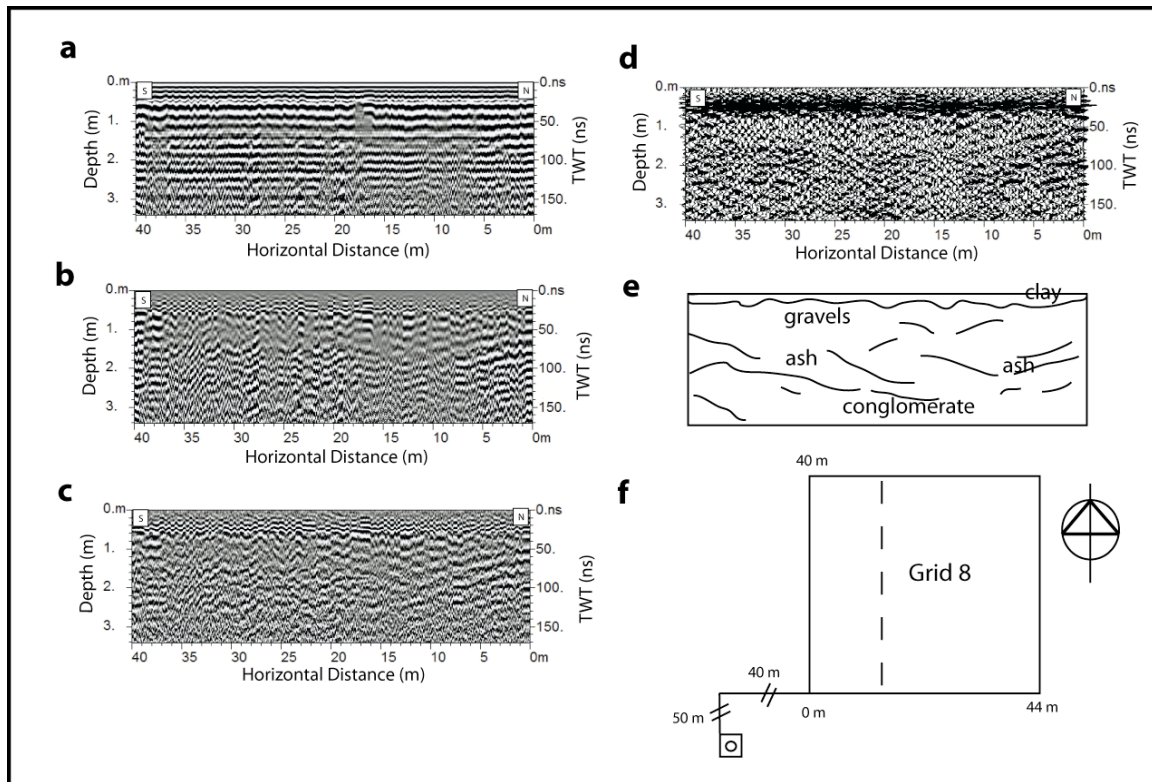 a
0.m
1.
2.
3.
Depth (m)
S
N
0.ns
50.
100.
150.
TWT (ns)
40 35 30 25 20 15 10 5 0m
Horizontal Distance (m)
b
0.m
1.
2.
3.
Depth (m)
S
N
0.ns
50.
100.
150.
TWT (ns)
40 35 30 25 20 15 10 5 0m
Horizontal Distance (m)
c
0.m
1.
2.
3.
Depth (m)
S
N
0.ns
50.
100.
150.
TWT (ns)
40 35 30 25 20 15 10 5 0m
Horizontal Distance (m)
d
0.m
1.
2.
3.
Depth (m)
S
N
0.ns
50.
100.
150.
TWT (ns)
40 35 30 25 20 15 10 5 0m
Horizontal Distance (m)
e
clay
gravels
ash
ash
conglomerate
f
40 m
Grid 8
40 m
50 m
0 m
44 m